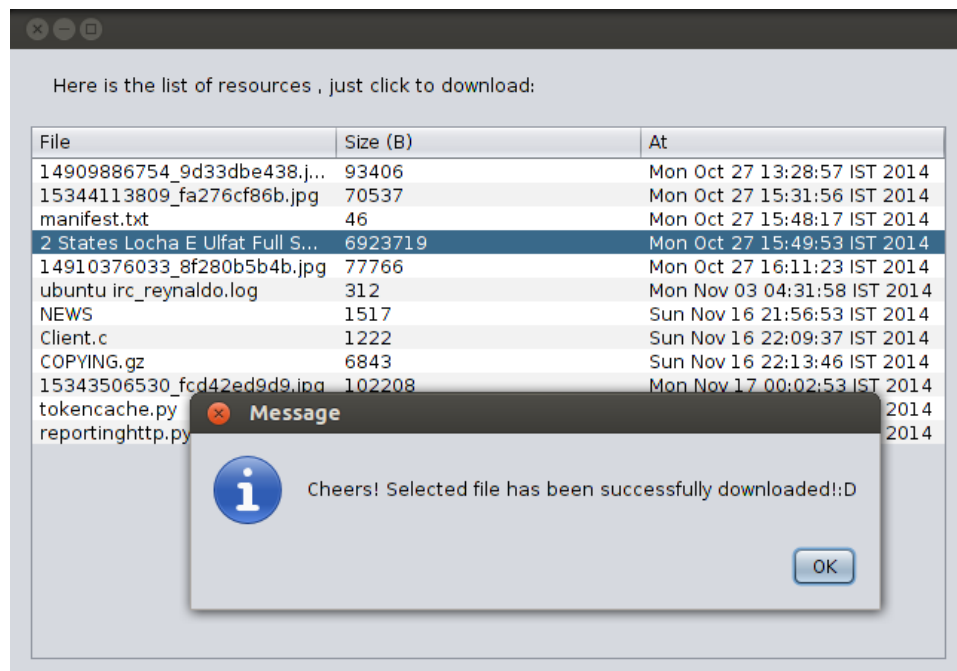 Here is the list of resources , just click to download:
File Size (B) At
14909886754_9d33dbe438.j... 93406 Mon Oct 27 13:28:57 IST 2014
15344113809_fa276cf86b.jpg 70537 Mon Oct 27 15:31:56 IST 2014
manifest.txt 46 Mon Oct 27 15:48:17 IST 2014
2 States Locha E Ulfat Full S... 6923719 Mon Oct 27 15:49:53 IST 2014
14910376033_8f280b5b4b.jpg 77766 Mon Oct 27 16:11:23 IST 2014
ubuntu irc_reynaldo.log 312 Mon Nov 03 04:31:58 IST 2014
NEWS 1517 Sun Nov 16 21:56:53 IST 2014
Client.c 1222 Sun Nov 16 22:09:37 IST 2014
COPYING.gz 6843 Sun Nov 16 22:13:46 IST 2014
15343506530_fcd42ed9d9.jpg 102208 Mon Nov 17 00:02:53 IST 2014
tokencache.py 2014
reportinghttp.py 2014
Message
Cheers! Selected file has been successfully downloaded!:D
OK